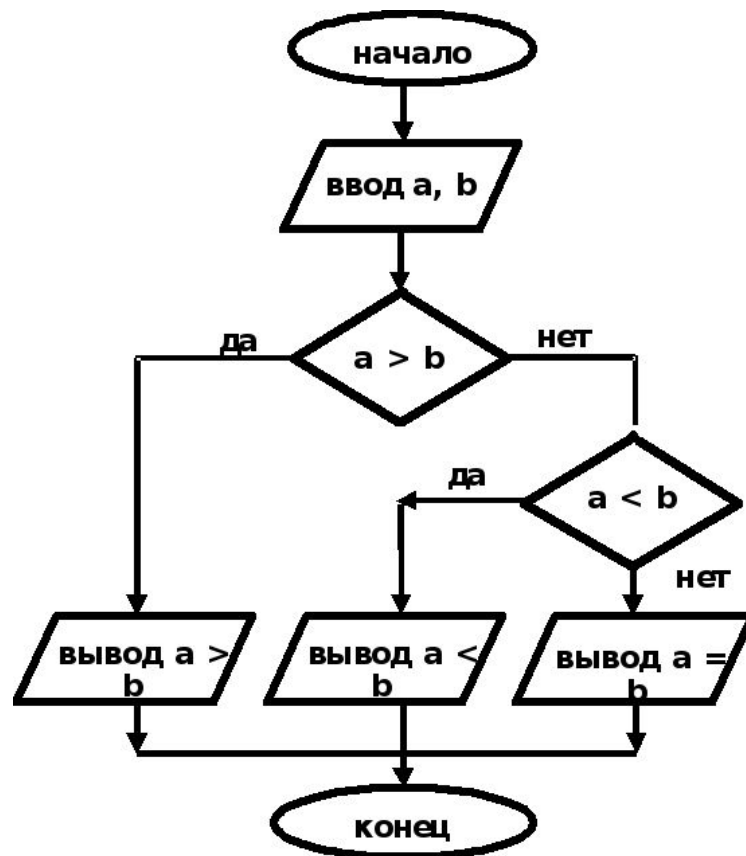 начало
ввод a, b
да
a > b
нет
да
a < b
нет
вывод a >
b
вывод a <
b
вывод a =
b
конец